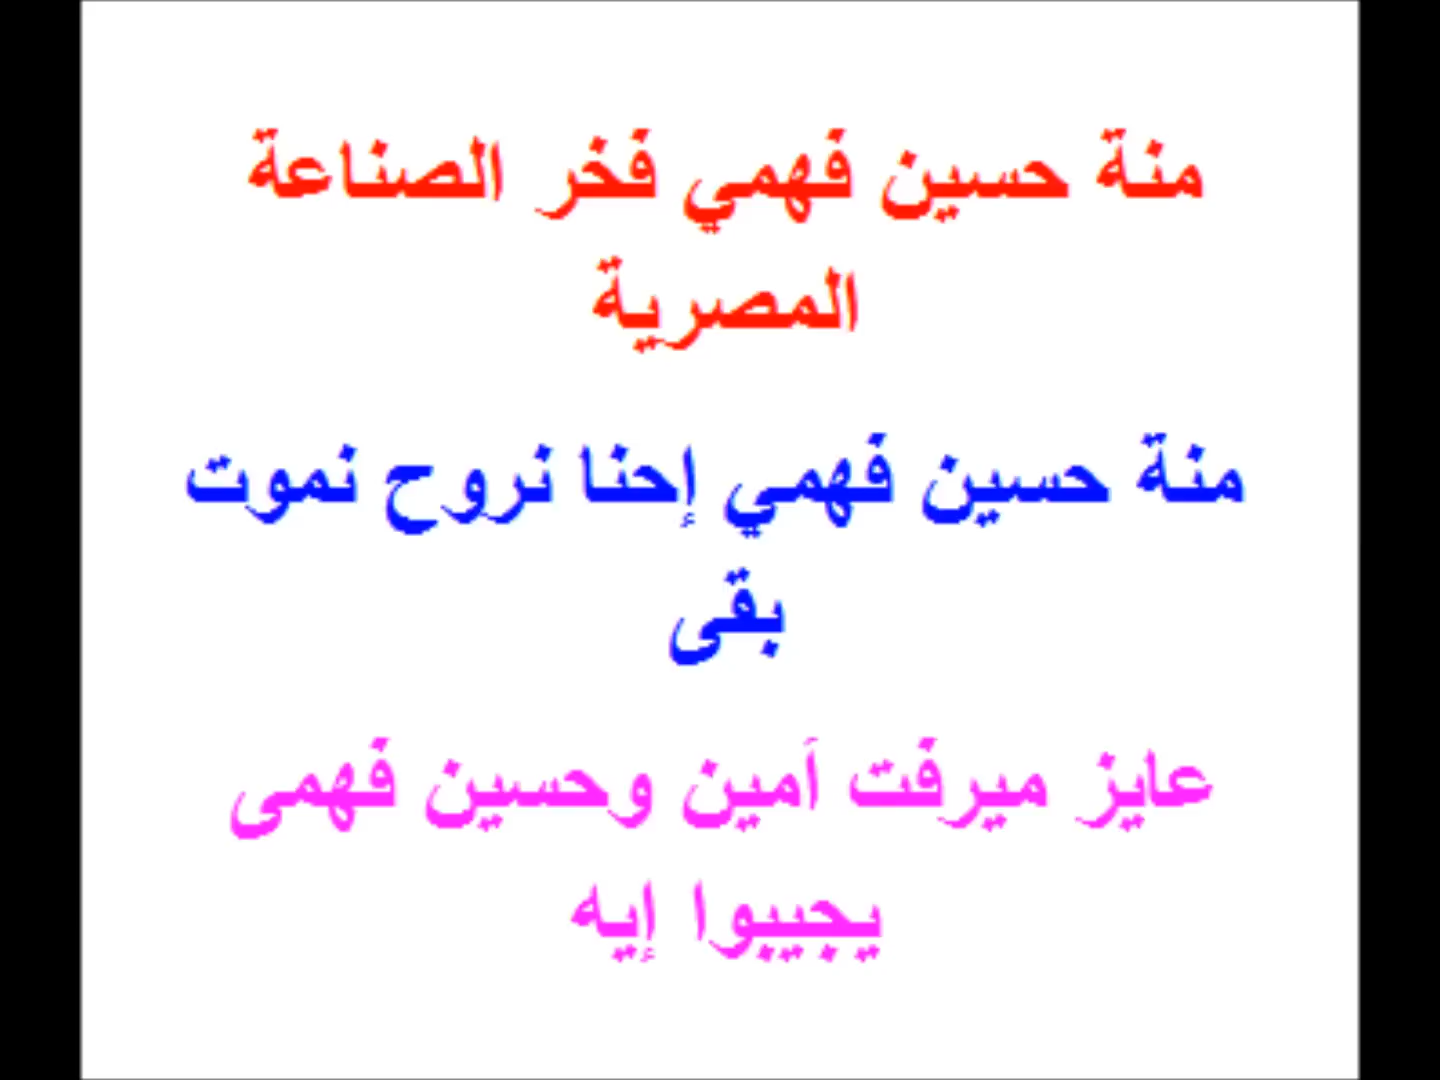 منة حسين فهمي فخر الصناعة
المصرية
منة حسين فهمي إحنا نروح نموت
بقى
عايز ميرفت اَمين وحسين فهمى
يجيبوا إيه